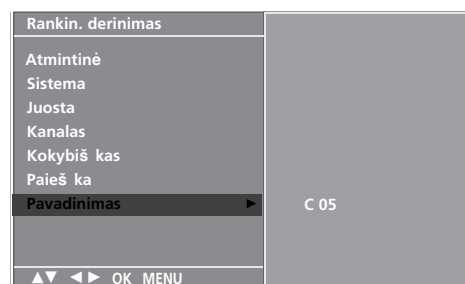 Rankin. derinimas
Atmintinė
Sistema
Juosta
Kanalas
Kokybiš kas
Paieš ka
Pavadinimas ► C 05
▲▼ ◄► OK MENU